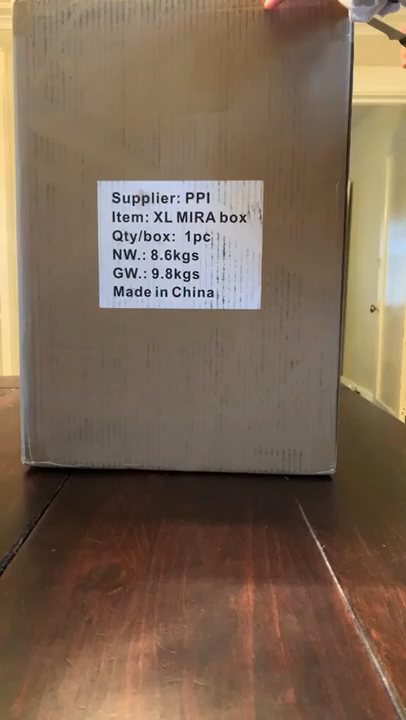 Supplier: PPI
Item: XL MIRA box
Qty/box: 1pc
NW.: 8.6kgs
GW.: 9.8kgs
Made in China